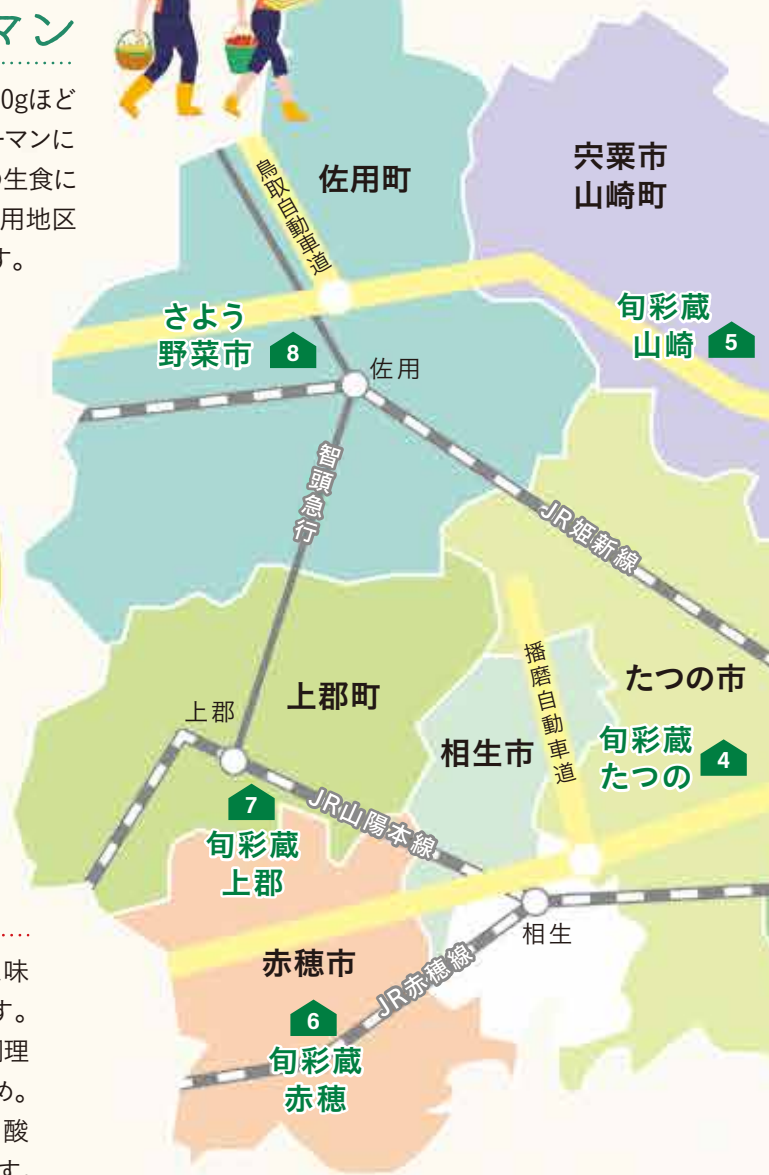 マン
0gほど
ーマンに
生食に
用地区
す。
鳥取自動車道
佐用町
宍粟市
山崎町
さよう
野菜市
8
旬彩蔵
山崎
5
佐用
智頭急行
JR姫新線
播磨自動車道
たつの市
上郡町
上郡
相生市
旬彩蔵
たつの
4
7
旬彩蔵
上郡
JR山陽本線
相生
赤穂市
JR赤穂線
6
旬彩蔵
赤穂
味
す。
理
め。
酸
す。